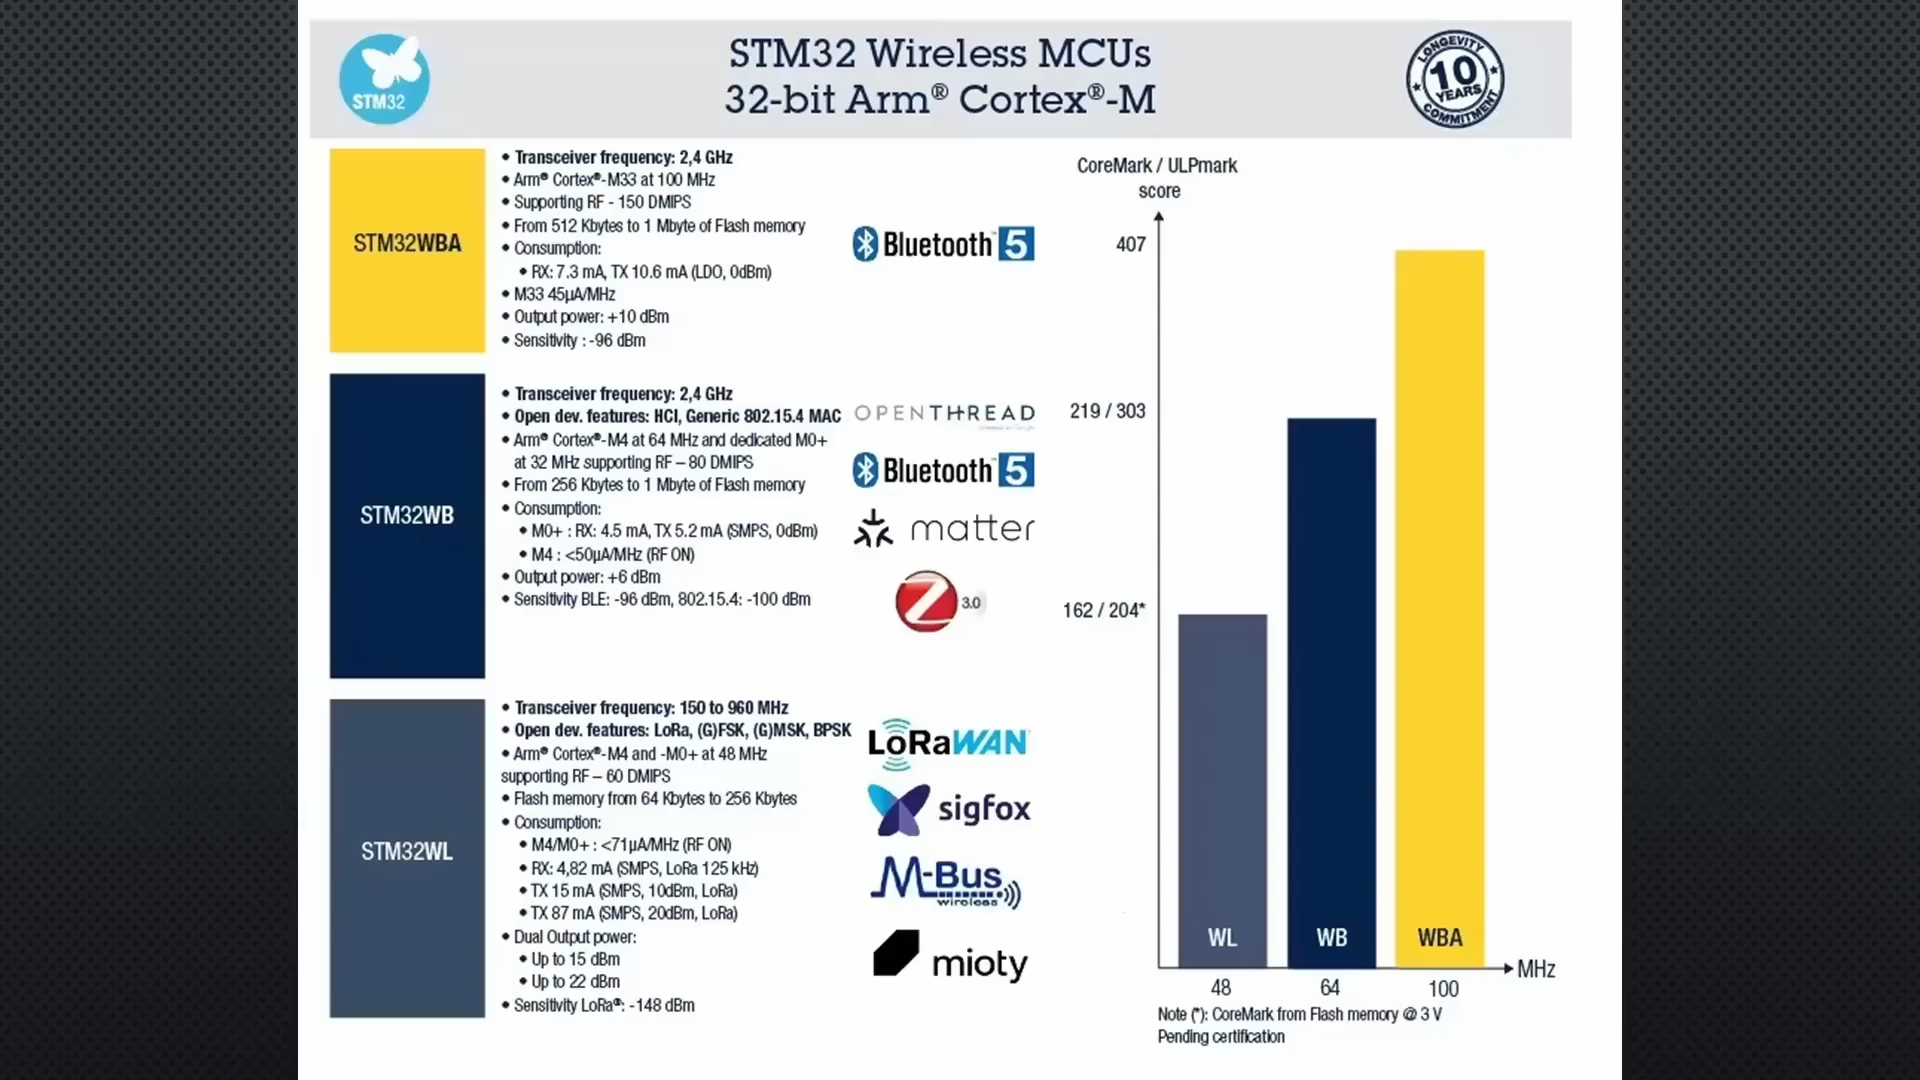 STM32 Wireless MCUs
32-bit Arm® Cortex®-M
STM32
LONGEVITY
10
YEARS
COMMITMENT
STM32WBA
• Transceiver frequency: 2,4 GHz
• Arm® Cortex®-M33 at 100 MHz
• Supporting RF - 150 DMIPS
• From 512 Kbytes to 1 Mbyte of Flash memory
• Consumption:
• RX: 7.3 mA, TX 10.6 mA (LDO, 0dBm)
• M33 45µA/MHz
• Output power: +10 dBm
• Sensitivity : -96 dBm
Bluetooth 5
STM32WB
• Transceiver frequency: 2,4 GHz
• Open dev. features: HCI, Generic 802.15.4 MAC
• Arm® Cortex®-M4 at 64 MHz and dedicated M0+
at 32 MHz supporting RF – 80 DMIPS
• From 256 Kbytes to 1 Mbyte of Flash memory
• Consumption:
• M0+ : RX: 4.5 mA, TX 5.2 mA (SMPS, 0dBm)
• M4 : <50µA/MHz (RF ON)
• Output power: +6 dBm
• Sensitivity BLE: -96 dBm, 802.15.4: -100 dBm
OPENTHREAD
Bluetooth 5
matter
3.0
STM32WL
• Transceiver frequency: 150 to 960 MHz
• Open dev. features: LoRa, (G)FSK, (G)MSK, BPSK
• Arm® Cortex®-M4 and -M0+ at 48 MHz
supporting RF – 60 DMIPS
• Flash memory from 64 Kbytes to 256 Kbytes
• Consumption:
• M4/M0+ : <71µA/MHz (RF ON)
• RX: 4,82 mA (SMPS, LoRa 125 kHz)
• TX 15 mA (SMPS, 10dBm, LoRa)
• TX 87 mA (SMPS, 20dBm, LoRa)
• Dual Output power:
• Up to 15 dBm
• Up to 22 dBm
• Sensitivity LoRa®: -148 dBm
LoRaWAN
sigfox
M-Bus
wireless
mioty
CoreMark / ULPmark
score
407
219 / 303
162 / 204*
WL
WB
WBA
MHz
48
64
100
Note (*): CoreMark from Flash memory @ 3 V
Pending certification